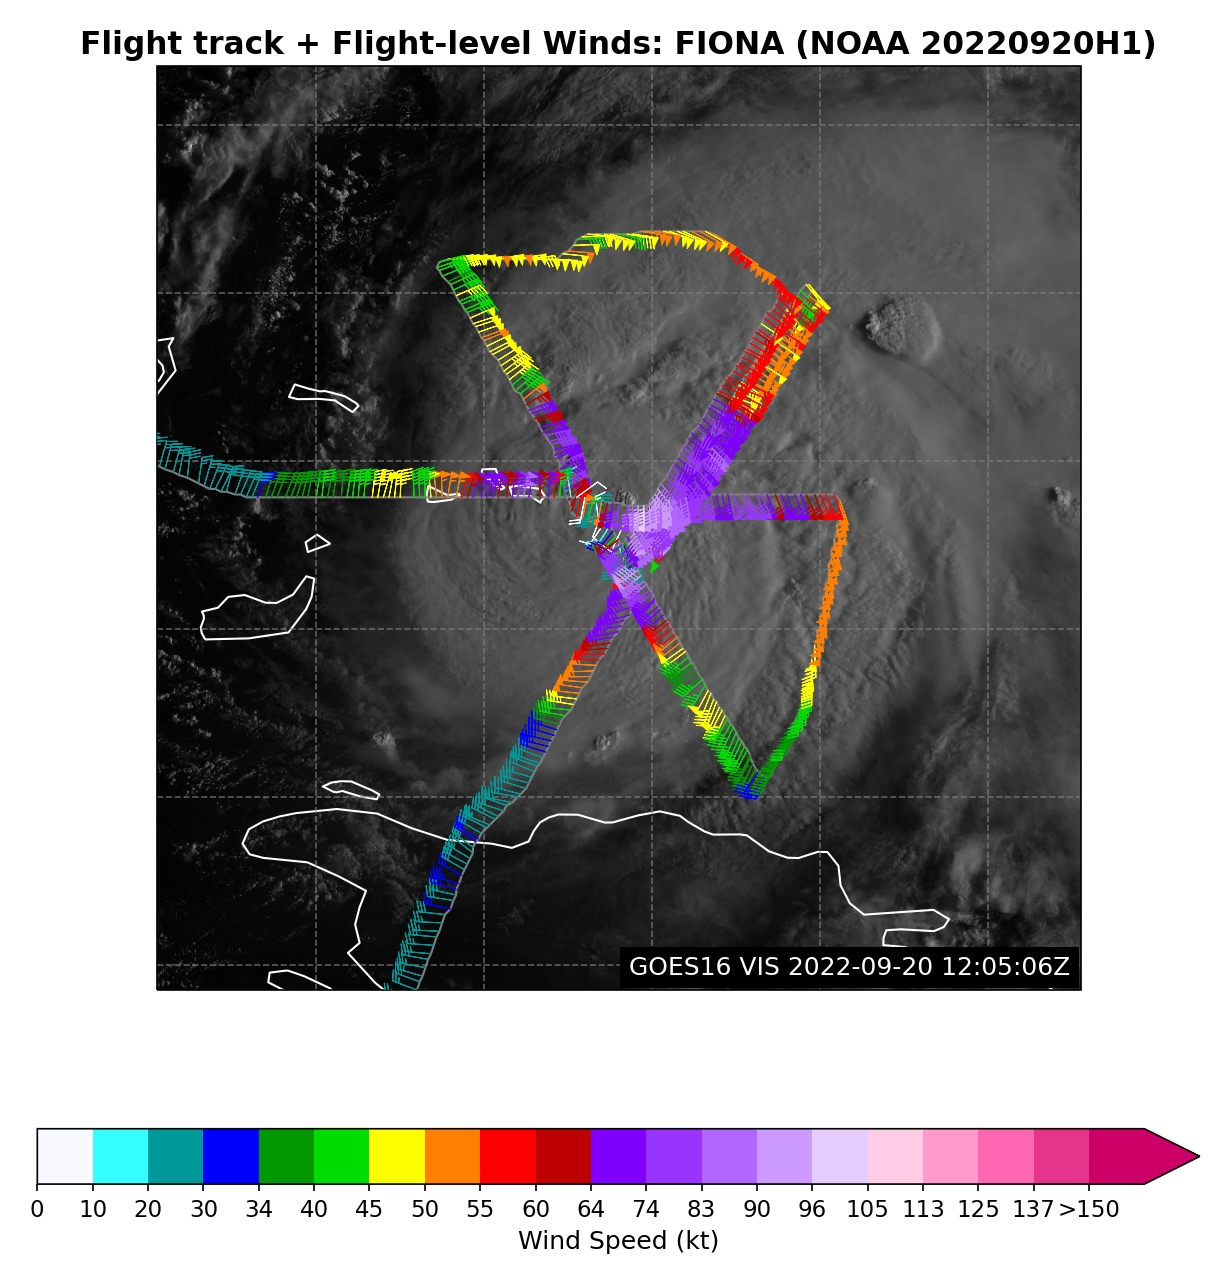 Flight track + Flight-level Winds: FIONA (NOAA 20220920H1)
GOES16 VIS 2022-09-20 12:05:06Z
0 10 20 30 34 40 45 50 55 60 64 74 83 90 96 105 113 125 137 >150
Wind Speed (kt)